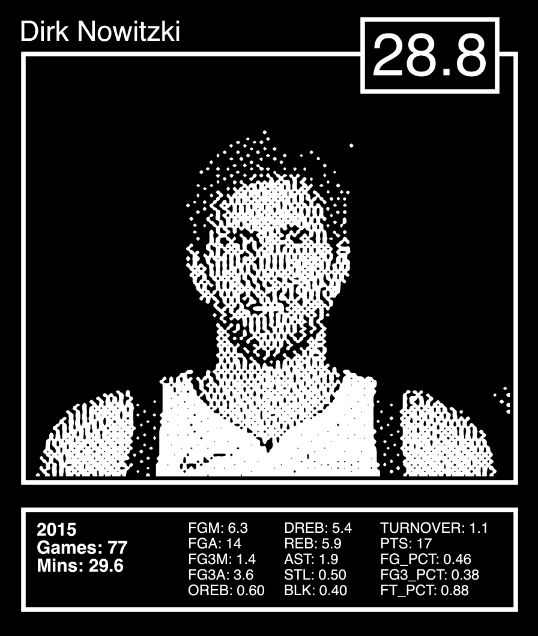 Dirk Nowitzki
28.8
2015
Games: 77
Mins: 29.6
FGM: 6.3
FGA: 14
FG3M: 1.4
FG3A: 3.6
OREB: 0.60
DREB: 5.4
REB: 5.9
AST: 1.9
STL: 0.50
BLK: 0.40
TURNOVER: 1.1
PTS: 17
FG_PCT: 0.46
FG3_PCT: 0.38
FT_PCT: 0.88